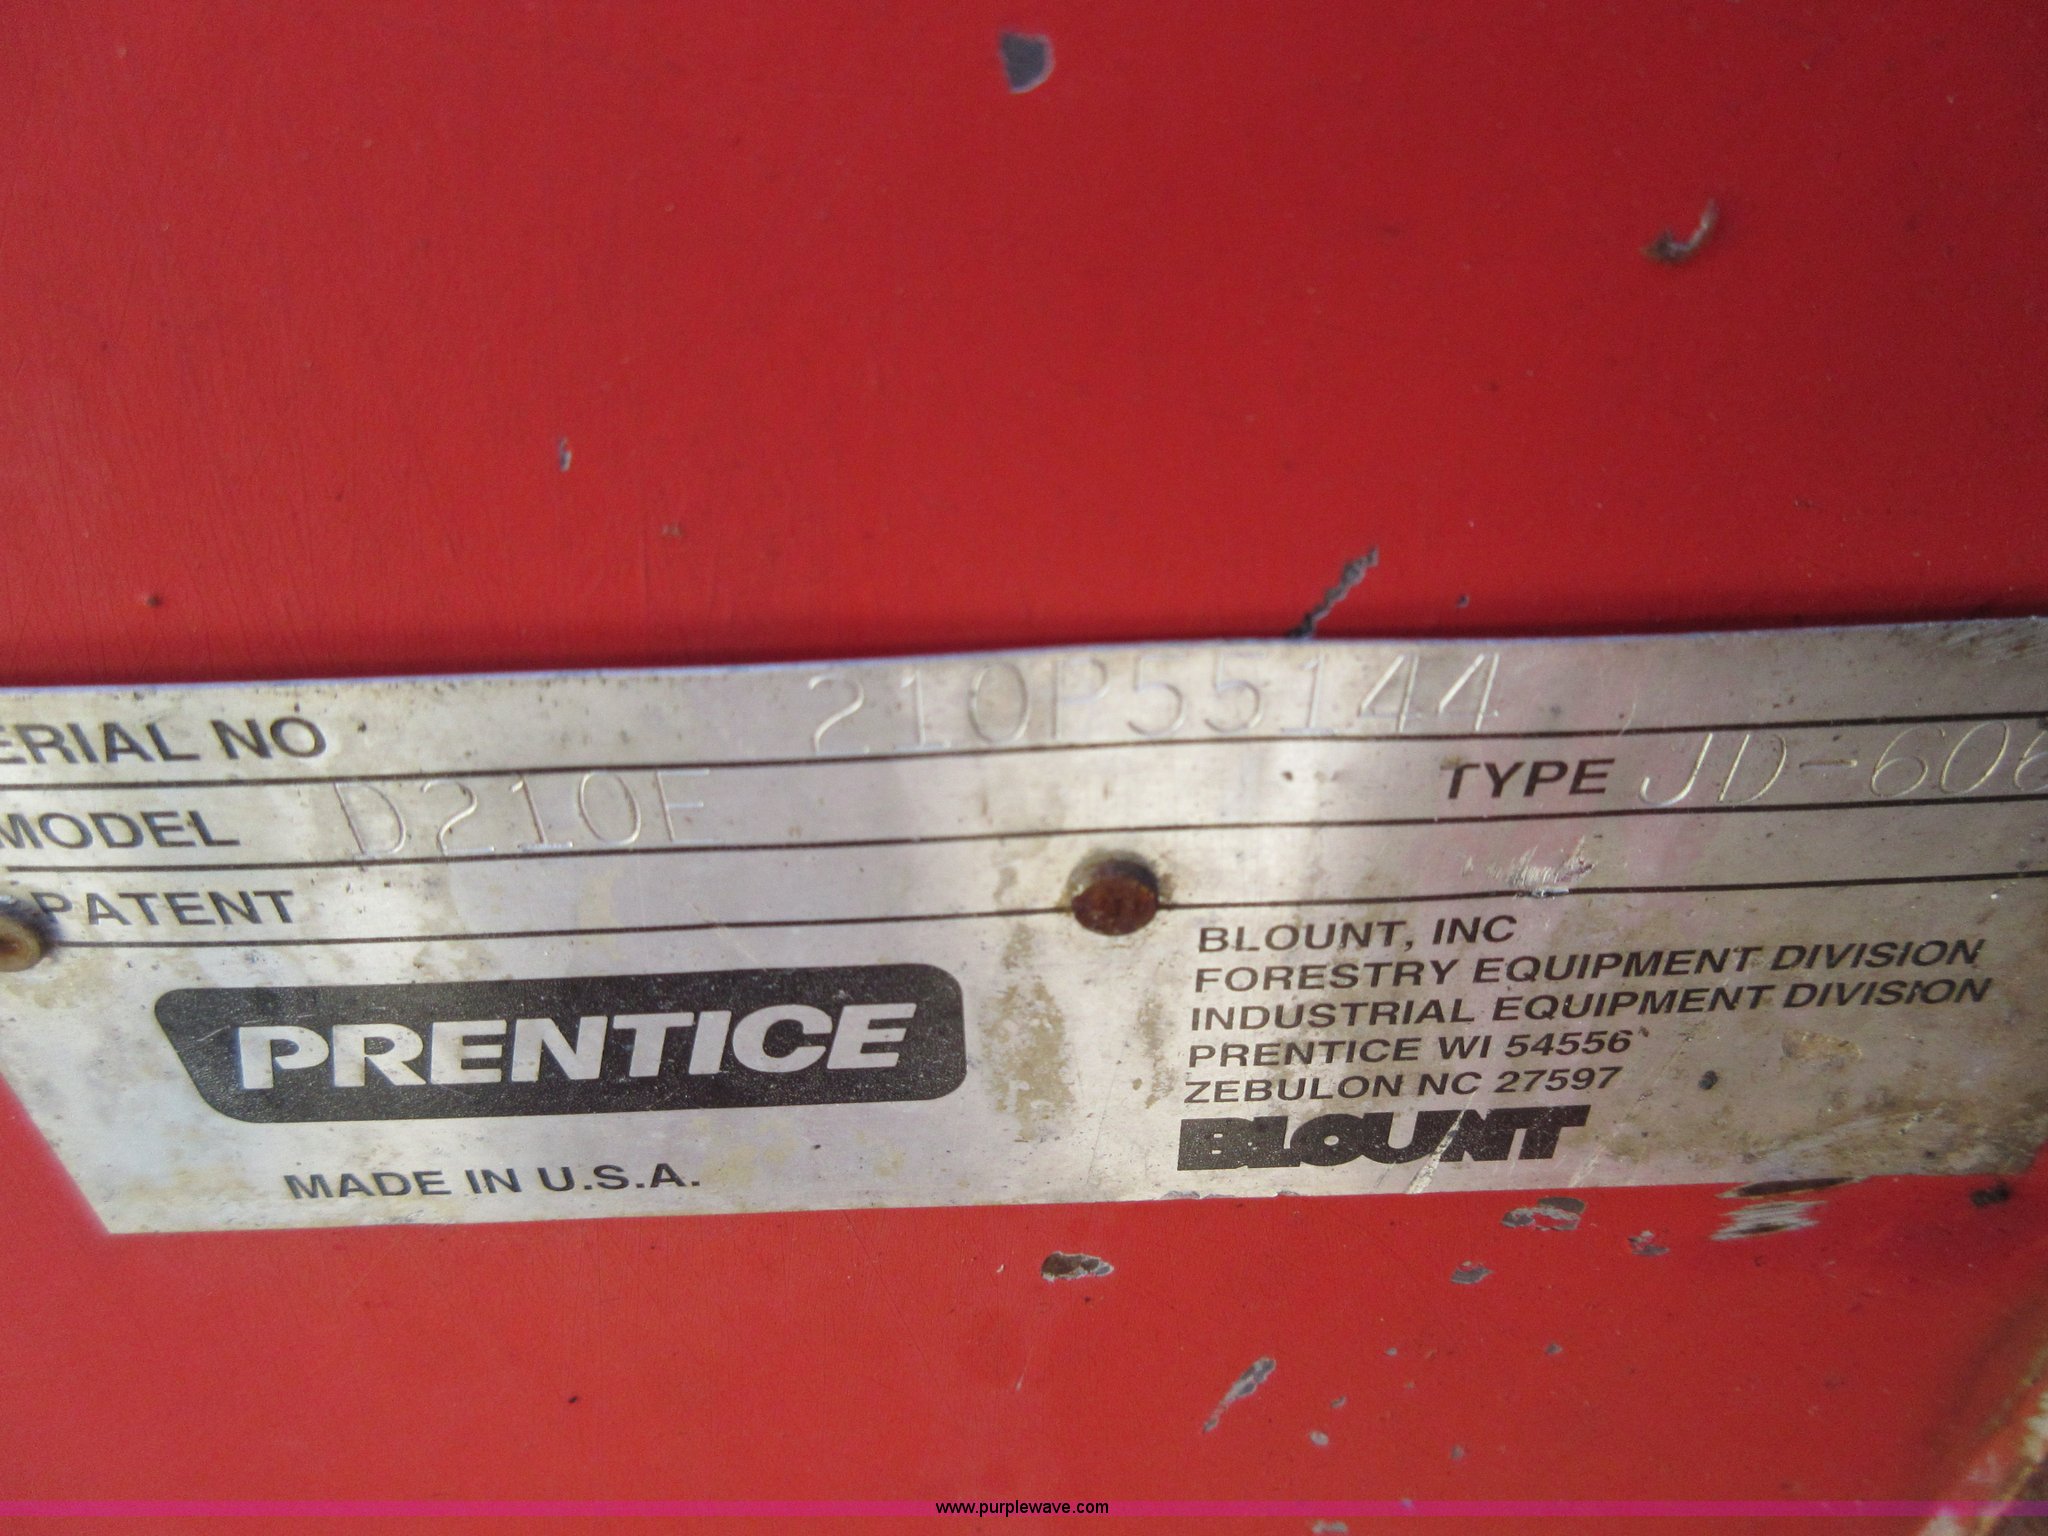 ERIAL NO 210P55144
MODEL D210E TYPE JD-606
PATENT
BLOUNT, INC
FORESTRY EQUIPMENT DIVISION
INDUSTRIAL EQUIPMENT DIVISION
PRENTICE WI 54556
ZEBULON NC 27597
BLOUNT
PRENTICE
MADE IN U.S.A.
www.purplewave.com